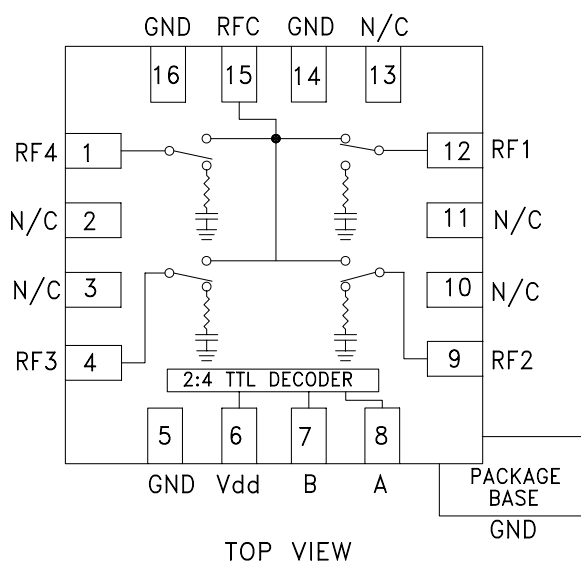 GND RFC GND N/C
16 15 14 13
RF4 1 12 RF1
N/C 2 11 N/C
N/C 3 10 N/C
RF3 4 9 RF2
2:4 TTL DECODER
5 6 7 8
GND Vdd B A
PACKAGE
BASE
GND
TOP VIEW